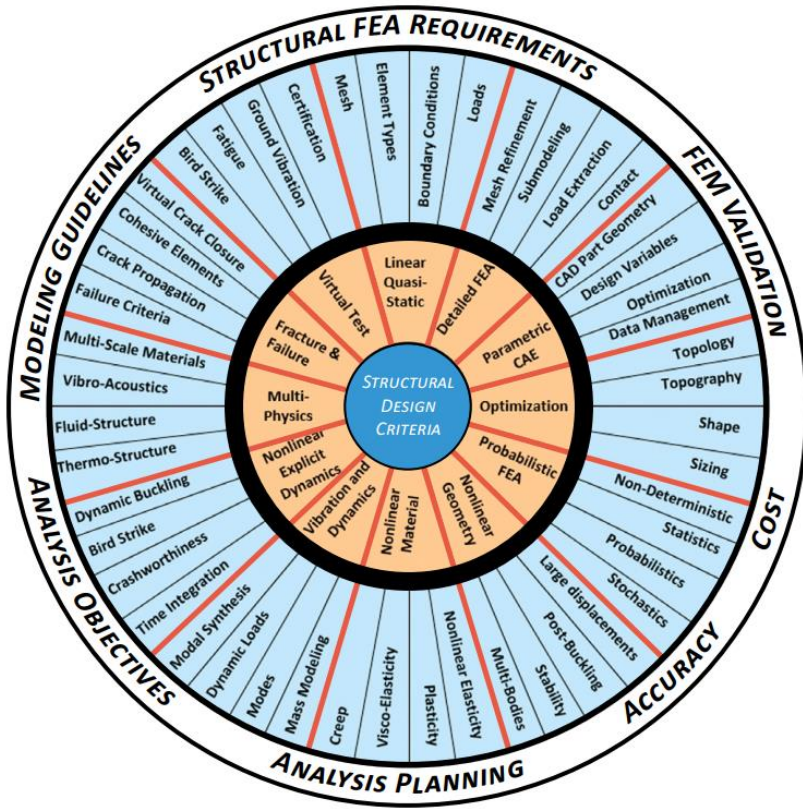 STRUCTURAL FEA REQUIREMENTS
FEM VALIDATION
COST
ACCURACY
ANALYSIS PLANNING
ANALYSIS OBJECTIVES
MODELING GUIDELINES
Mesh
Element Types
Boundary Conditions
Loads
Mesh Refinement
Submodeling
Load Extraction
Contact
CAD Part Geometry
Design Variables
Optimization
Data Management
Topology
Topography
Shape
Sizing
Non-Deterministic
Statistics
Probabilistics
Stochastics
Large displacements
Post-Buckling
Stability
Multi-Bodies
Nonlinear Elasticity
Plasticity
Visco-Elasticity
Creep
Mass Modeling
Modes
Dynamic Loads
Modal Synthesis
Time Integration
Crashworthiness
Bird Strike
Dynamic Buckling
Thermo-Structure
Fluid-Structure
Vibro-Acoustics
Multi-Scale Materials
Failure Criteria
Crack Propagation
Cohesive Elements
Virtual Crack Closure
Bird Strike
Fatigue
Ground Vibration
Certification
Linear
Quasi-
Static
Detailed FEA
Parametric
CAE
Optimization
Probabilistic
FEA
Nonlinear
Geometry
Nonlinear
Material
Vibration and
Dynamics
Nonlinear
Explicit
Dynamics
Multi-
Physics
Fracture &
Failure
Virtual Test
STRUCTURAL
DESIGN
CRITERIA